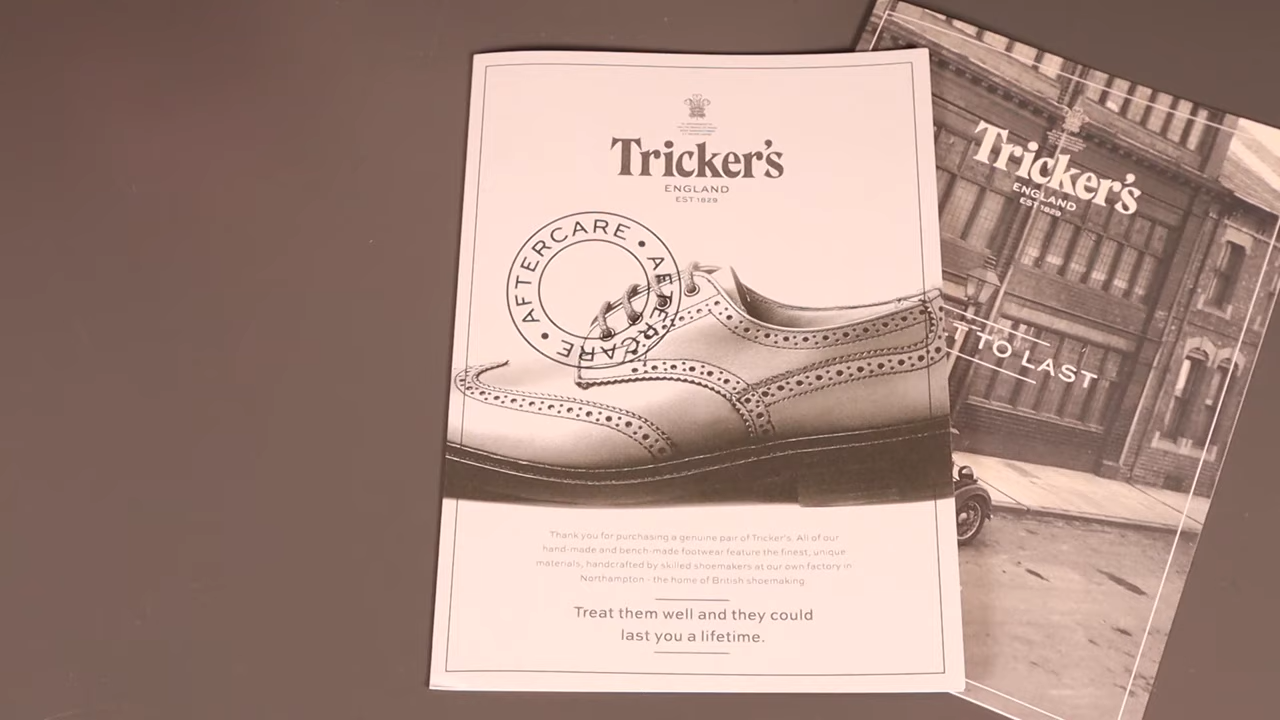 Tricker's
ENGLAND
EST 1829
AFTERCARE • AFTERCARE •
Thank you for purchasing a genuine pair of Tricker's. All of our
hand-made and bench-made footwear feature the finest, unique
materials, handcrafted by skilled shoemakers at our own factory in
Northampton - the home of British shoemaking.
Treat them well and they could
last you a lifetime.
Tricker's
ENGLAND
EST 1829
TO LAST